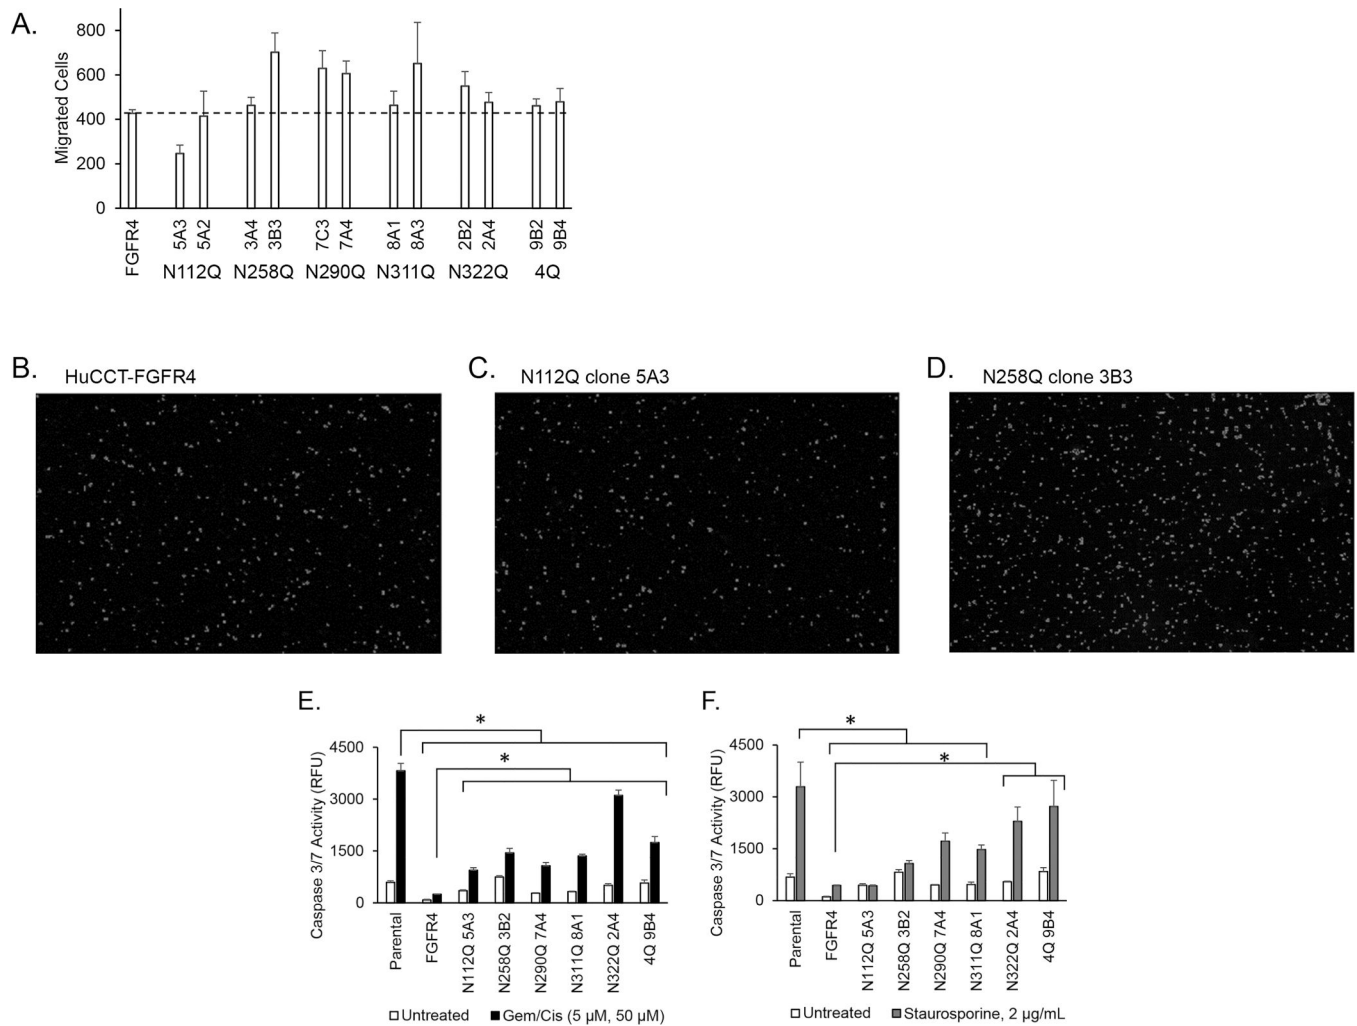 A.
Migrated Cells
800
600
400
200
0
FGFR4
5A3
5A2
3A4
3B3
7C3
7A4
8A1
8A3
2B2
2A4
9B2
9B4
N112Q
N258Q
N290Q
N311Q
N322Q
4Q
B.
HuCCT-FGFR4
C.
N112Q clone 5A3
D.
N258Q clone 3B3
E.
Caspase 3/7 Activity (RFU)
4500
3000
1500
0
*
*
Parental
FGFR4
N112Q 5A3
N258Q 3B2
N290Q 7A4
N311Q 8A1
N322Q 2A4
4Q 9B4
Untreated
Gem/Cis (5 µM, 50 µM)
F.
Caspase 3/7 Activity (RFU)
4500
3000
1500
0
*
*
Parental
FGFR4
N112Q 5A3
N258Q 3B2
N290Q 7A4
N311Q 8A1
N322Q 2A4
4Q 9B4
Untreated
Staurosporine, 2 µg/mL